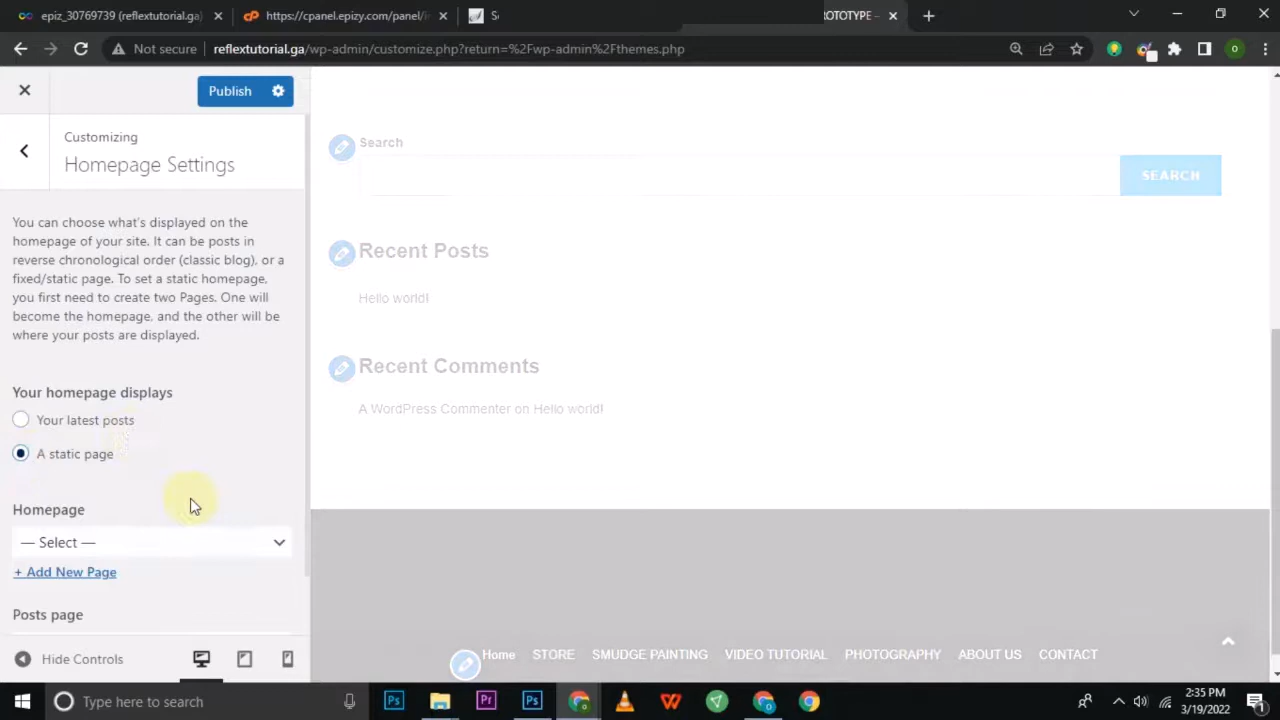 epiz_30769739 (reflextutorial.ga)
https://cpanel.epizy.com/panel/i
ROTOTYPE –
Not secure
reflextutorial.ga/wp-admin/customize.php?return=%2Fwp-admin%2Fthemes.php
Publish
Customizing
Homepage Settings
You can choose what's displayed on the
homepage of your site. It can be posts in
reverse chronological order (classic blog), or a
fixed/static page. To set a static homepage,
you first need to create two Pages. One will
become the homepage, and the other will be
where your posts are displayed.
Your homepage displays
Your latest posts
A static page
Homepage
— Select —
+ Add New Page
Posts page
Hide Controls
Search
SEARCH
Recent Posts
Hello world!
Recent Comments
A WordPress Commenter on Hello world!
Home STORE SMUDGE PAINTING VIDEO TUTORIAL PHOTOGRAPHY ABOUT US CONTACT
Type here to search
Ps
Pr
Ps
2:35 PM
3/19/2022
1